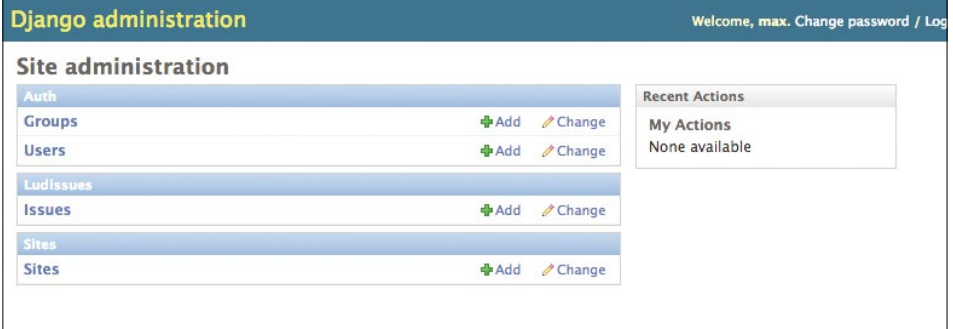 Django administration
Welcome, max. Change password / Log
Site administration
Auth
Groups Add Change
Users Add Change
Ludissues
Issues Add Change
Sites
Sites Add Change
Recent Actions
My Actions
None available